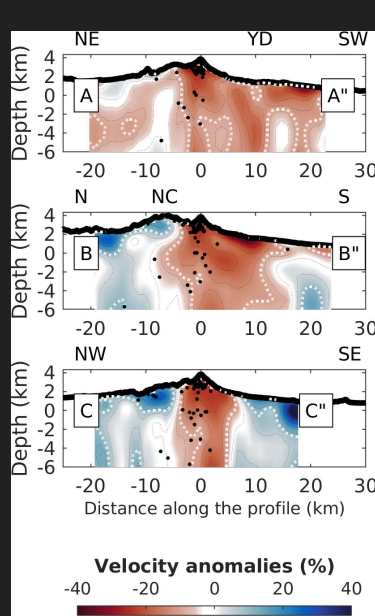 NE YD SW
Depth (km)
4
2
0
-2
-4
-6
A A"
-20 -10 0 10 20 30
N NC S
Depth (km)
4
2
0
-2
-4
-6
B B"
-20 -10 0 10 20 30
NW SE
Depth (km)
4
2
0
-2
-4
-6
C C"
-20 -10 0 10 20 30
Distance along the profile (km)
Velocity anomalies (%)
-40 -20 0 20 40